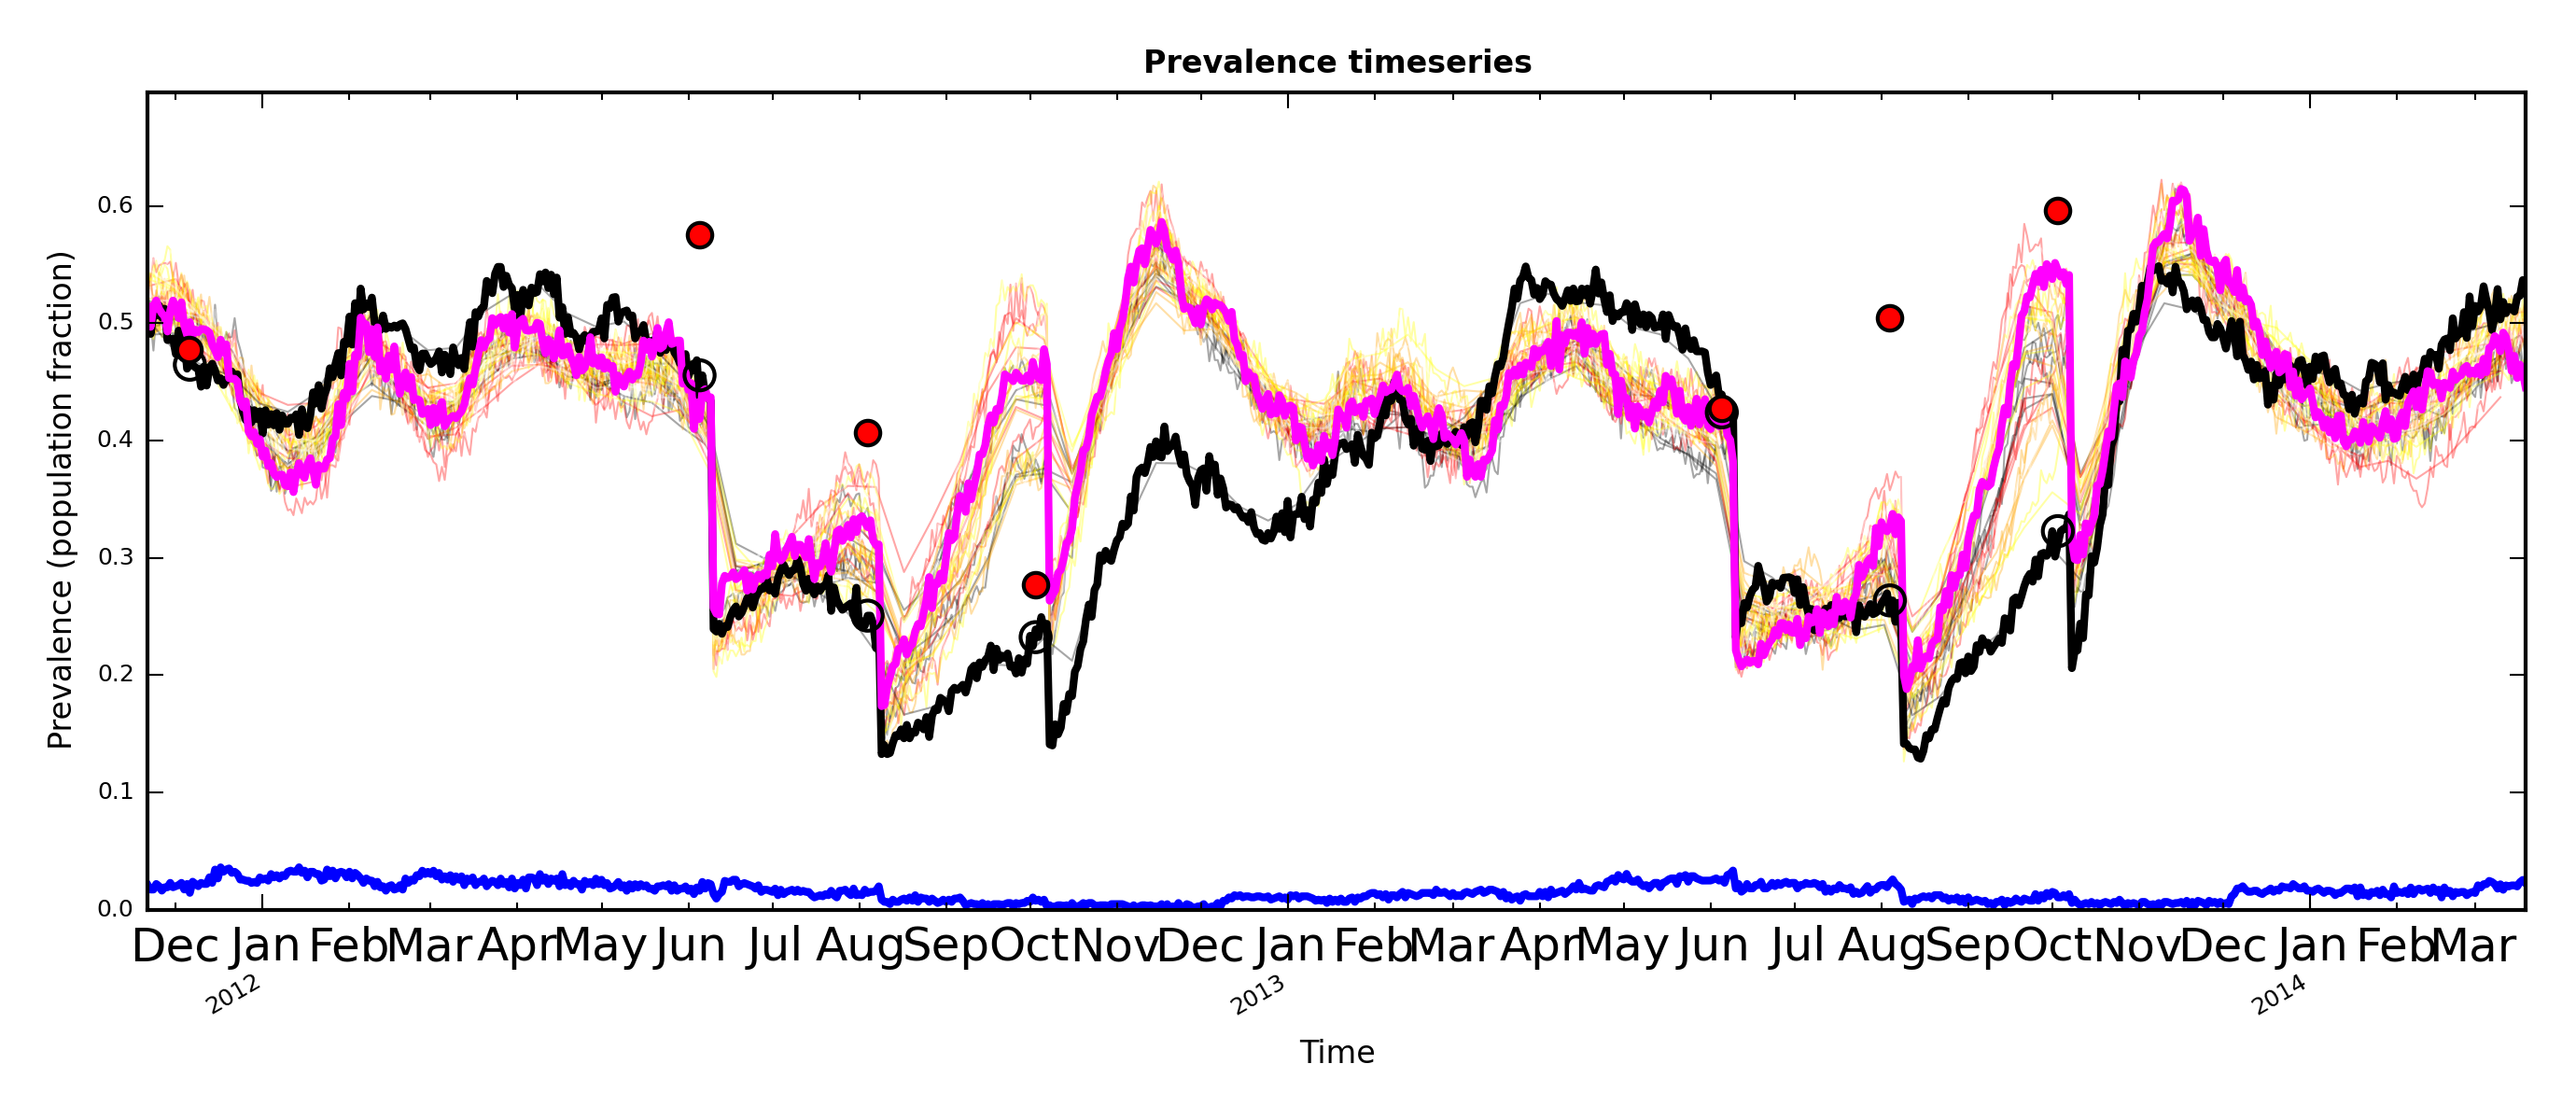 Prevalence timeseries
Prevalence (population fraction)
0.6
0.5
0.4
0.3
0.2
0.1
0.0
Dec Jan Feb Mar Apr May Jun Jul Aug Sep Oct Nov Dec Jan Feb Mar Apr May Jun Jul Aug Sep Oct Nov Dec Jan Feb Mar
2012 2013 2014
Time